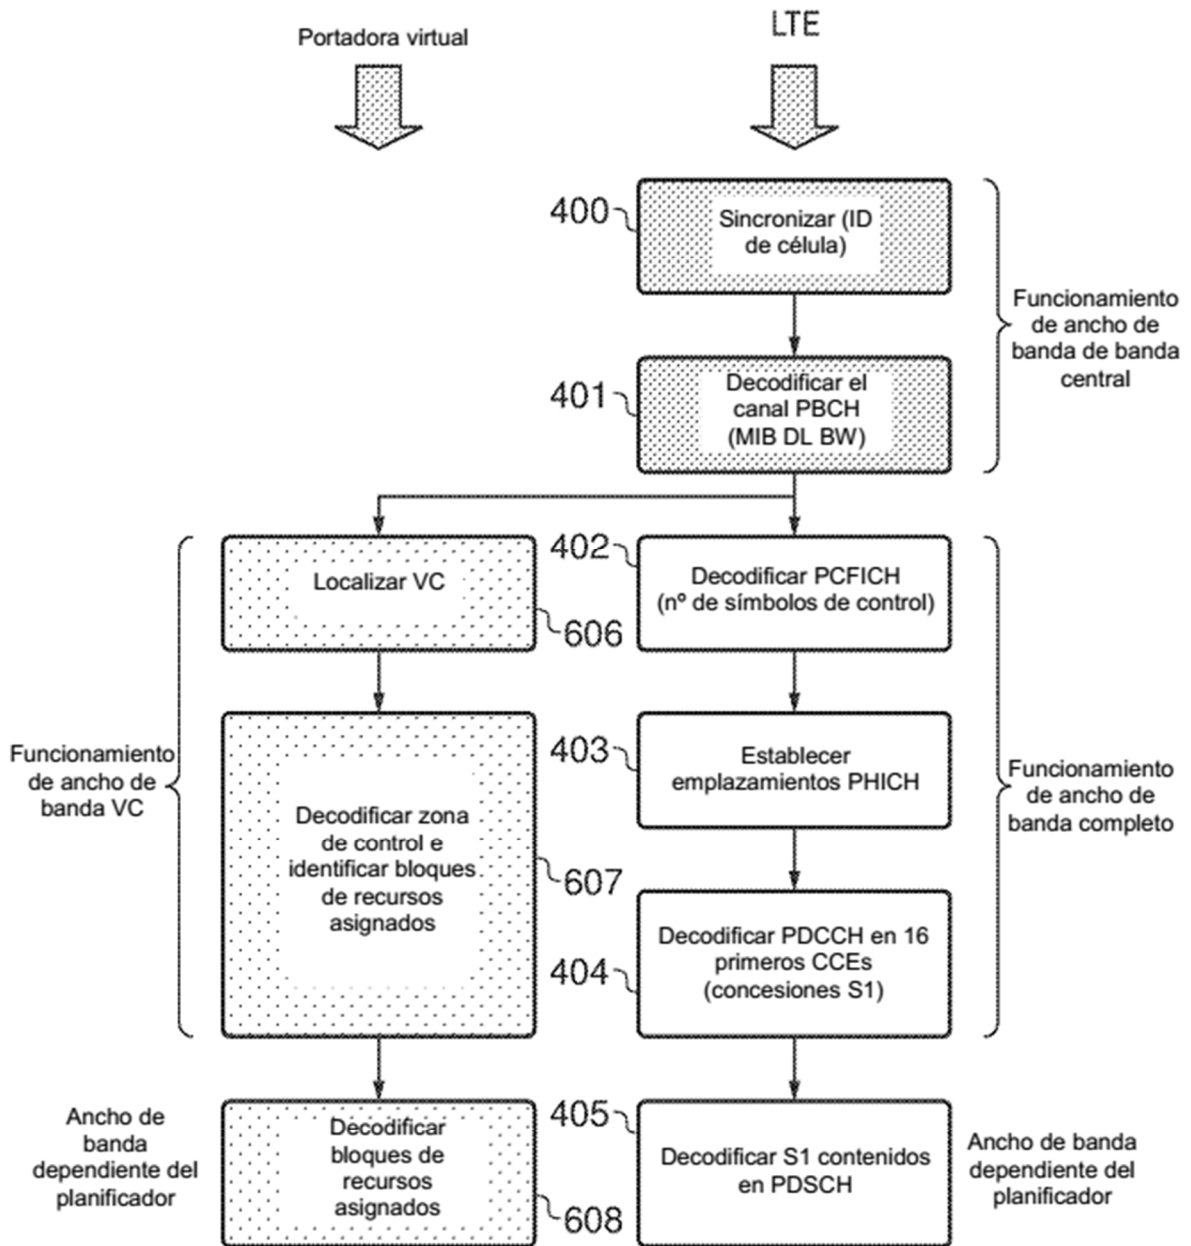 Portadora virtual
LTE
400
Sincronizar (ID
de célula)
Funcionamiento
de ancho de
banda de banda
central
401
Decodificar el
canal PBCH
(MIB DL BW)
Localizar VC
606
402
Decodificar PCFICH
(nº de símbolos de control)
Funcionamiento
de ancho de
banda VC
Decodificar zona
de control e
identificar bloques
de recursos
asignados
607
403
Establecer
emplazamientos PHICH
Funcionamiento
de ancho de
banda completo
404
Decodificar PDCCH en 16
primeros CCEs
(concesiones S1)
Ancho de
banda
dependiente del
planificador
Decodificar
bloques de
recursos
asignados
608
405
Decodificar S1 contenidos
en PDSCH
Ancho de banda
dependiente del
planificador